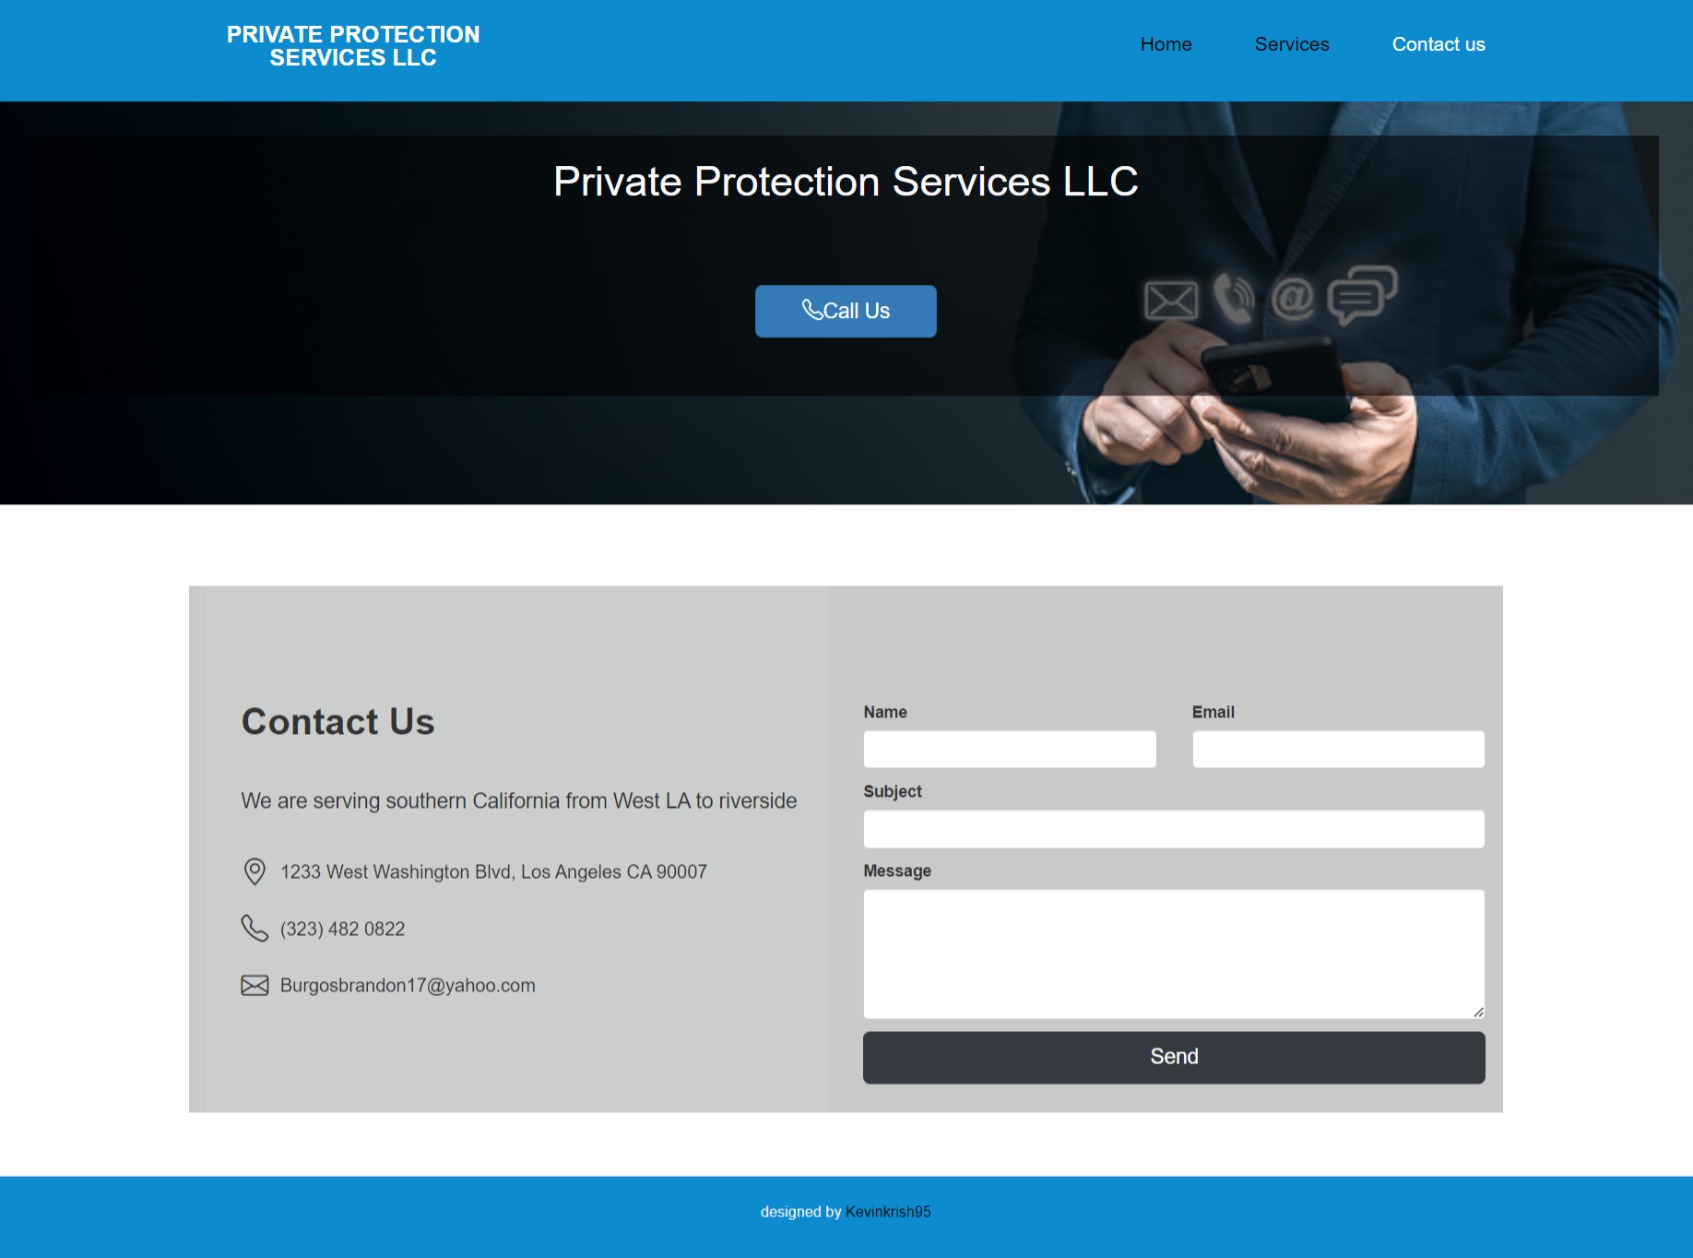 PRIVATE PROTECTION
SERVICES LLC
Home
Services
Contact us
Private Protection Services LLC
Call Us
Contact Us
We are serving southern California from West LA to riverside
1233 West Washington Blvd, Los Angeles CA 90007
(323) 482 0822
Burgosbrandon17@yahoo.com
Name
Email
Subject
Message
Send
designed by Kevinkrish95